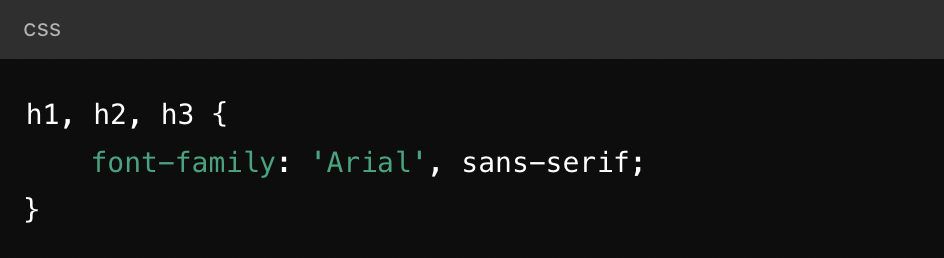 css
h1, h2, h3 {
    font-family: 'Arial', sans-serif;
}